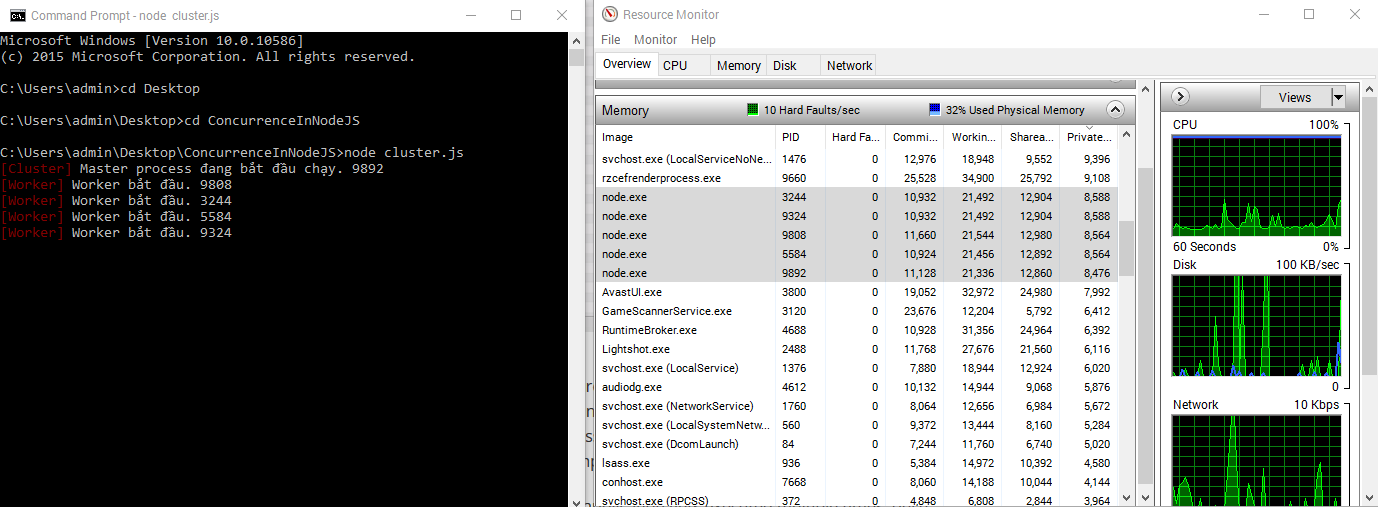 Command Prompt - node cluster.js
Microsoft Windows [Version 10.0.10586]
(c) 2015 Microsoft Corporation. All rights reserved.
C:\Users\admin>cd Desktop
C:\Users\admin\Desktop>cd ConcurrenceInNodeJS
C:\Users\admin\Desktop\ConcurrenceInNodeJS>node cluster.js
[Cluster] Master process đang bắt đầu chạy. 9892
[Worker] Worker bắt đầu. 9808
[Worker] Worker bắt đầu. 3244
[Worker] Worker bắt đầu. 5584
[Worker] Worker bắt đầu. 9324
Resource Monitor
File Monitor Help
Overview CPU Memory Disk Network
Memory 10 Hard Faults/sec 32% Used Physical Memory
Image PID Hard Fa... Commi... Workin... Sharea... Private...
svchost.exe (LocalServiceNoNe... 1476 0 12,976 18,948 9,552 9,396
rzcefrenderprocess.exe 9660 0 25,528 34,900 25,792 9,108
node.exe 3244 0 10,932 21,492 12,904 8,588
node.exe 9324 0 10,932 21,492 12,904 8,588
node.exe 9808 0 11,660 21,544 12,980 8,564
node.exe 5584 0 10,924 21,456 12,892 8,564
node.exe 9892 0 11,128 21,336 12,860 8,476
AvastUI.exe 3800 0 19,052 32,972 24,980 7,992
GameScannerService.exe 3120 0 23,676 12,204 5,792 6,412
RuntimeBroker.exe 4688 0 10,928 31,356 24,964 6,392
Lightshot.exe 2488 0 11,768 27,676 21,560 6,116
svchost.exe (LocalService) 1376 0 7,880 18,944 12,924 6,020
audiodg.exe 4612 0 10,132 14,944 9,068 5,876
svchost.exe (NetworkService) 1760 0 8,064 12,656 6,984 5,672
svchost.exe (LocalSystemNetw... 560 0 9,372 13,444 8,160 5,284
svchost.exe (DcomLaunch) 84 0 7,244 11,760 6,740 5,020
lsass.exe 936 0 5,384 14,972 10,392 4,580
conhost.exe 7668 0 8,060 14,188 10,044 4,144
svchost.exe (RPCSS) 372 0 4,848 6,808 2,844 3,964
Views
CPU 100%
60 Seconds 0%
Disk 100 KB/sec
0
Network 10 Kbps